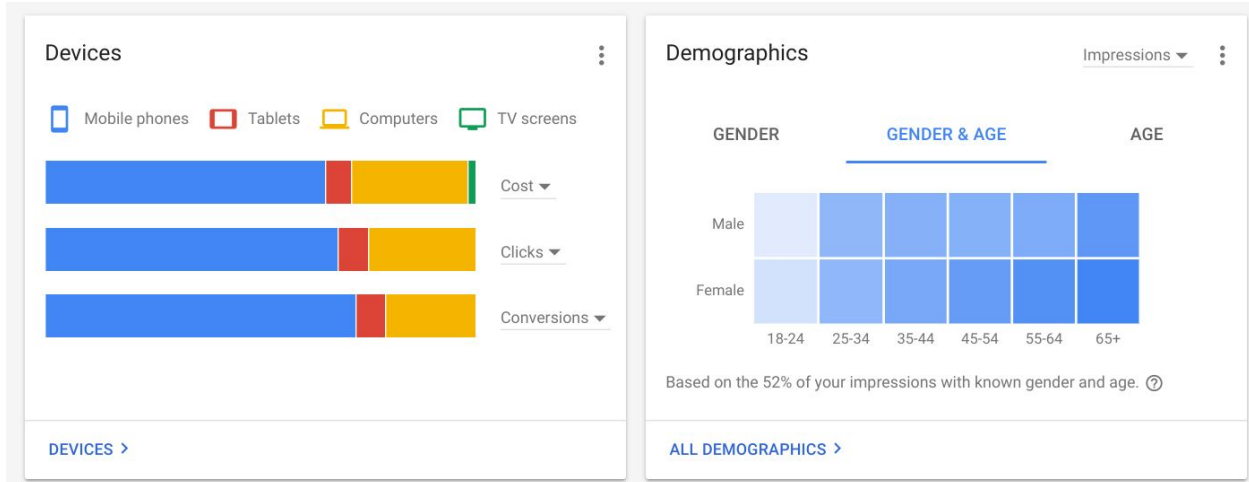 Devices
Mobile phones Tablets Computers TV screens
Cost
Clicks
Conversions
DEVICES
Demographics
Impressions
GENDER GENDER & AGE AGE
Male
Female
18-24 25-34 35-44 45-54 55-64 65+
Based on the 52% of your impressions with known gender and age. ?
ALL DEMOGRAPHICS